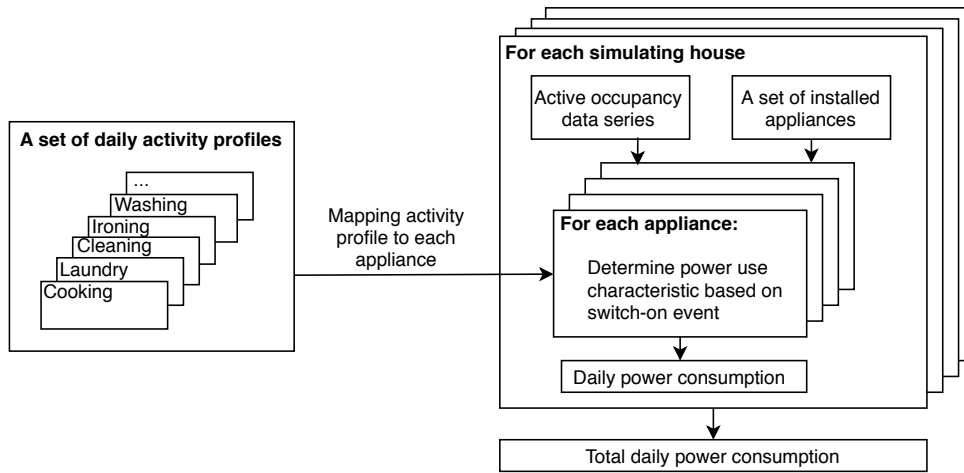 A set of daily activity profiles
...
Washing
Ironing
Cleaning
Laundry
Cooking
Mapping activity
profile to each
appliance
For each simulating house
Active occupancy
data series
A set of installed
appliances
For each appliance:
Determine power use
characteristic based on
switch-on event
Daily power consumption
Total daily power consumption